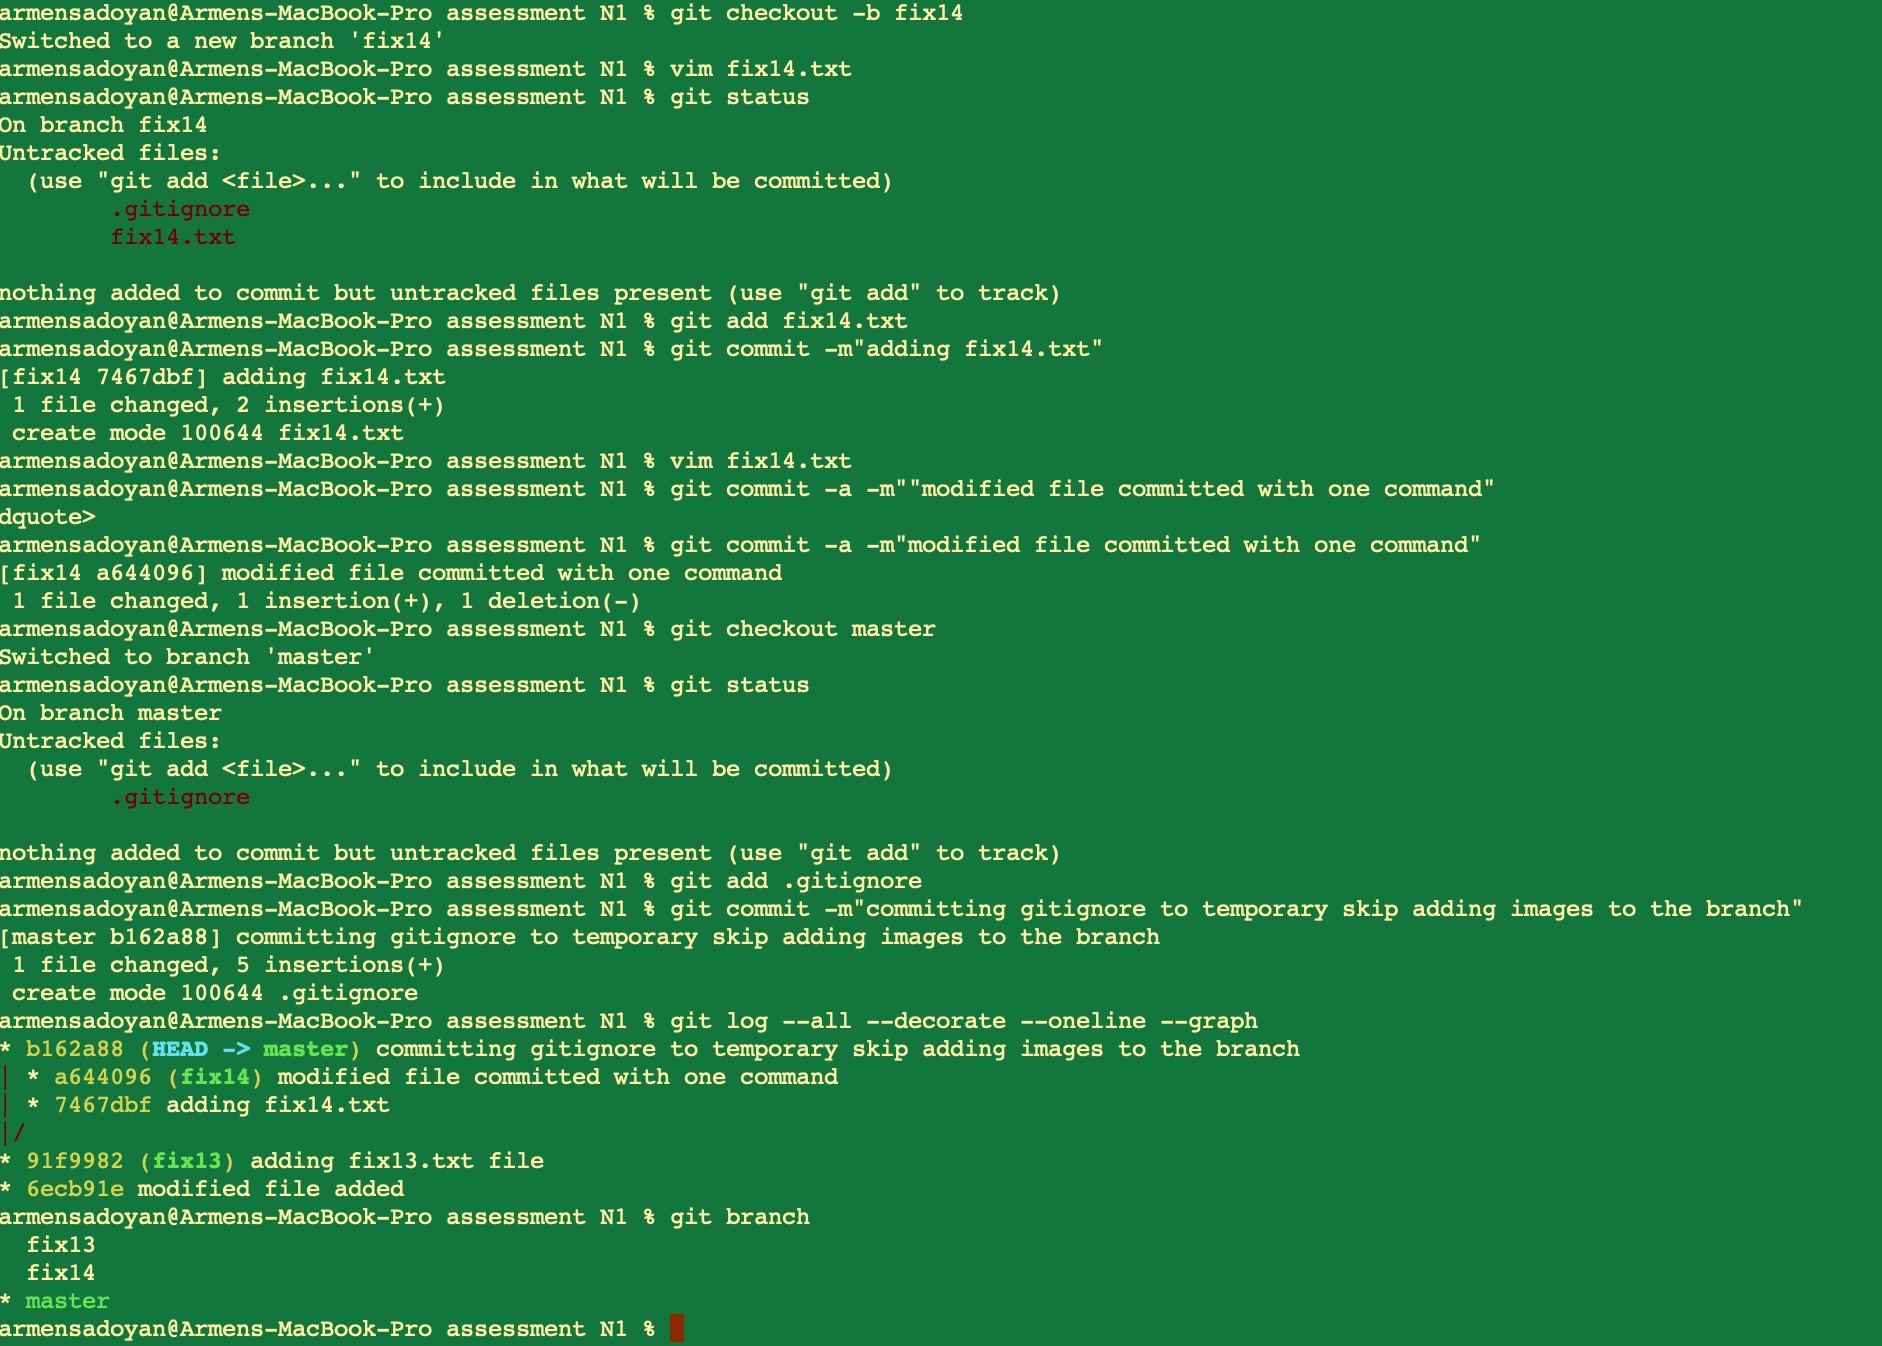 armensadoyan@Armens-MacBook-Pro assessment N1 % git checkout -b fix14
Switched to a new branch 'fix14'
armensadoyan@Armens-MacBook-Pro assessment N1 % vim fix14.txt
armensadoyan@Armens-MacBook-Pro assessment N1 % git status
On branch fix14
Untracked files:
  (use "git add <file>..." to include in what will be committed)
        .gitignore
        fix14.txt

nothing added to commit but untracked files present (use "git add" to track)
armensadoyan@Armens-MacBook-Pro assessment N1 % git add fix14.txt
armensadoyan@Armens-MacBook-Pro assessment N1 % git commit -m"adding fix14.txt"
[fix14 7467dbf] adding fix14.txt
 1 file changed, 2 insertions(+)
 create mode 100644 fix14.txt
armensadoyan@Armens-MacBook-Pro assessment N1 % vim fix14.txt
armensadoyan@Armens-MacBook-Pro assessment N1 % git commit -a -m""modified file committed with one command"
dquote>
armensadoyan@Armens-MacBook-Pro assessment N1 % git commit -a -m"modified file committed with one command"
[fix14 a644096] modified file committed with one command
 1 file changed, 1 insertion(+), 1 deletion(-)
armensadoyan@Armens-MacBook-Pro assessment N1 % git checkout master
Switched to branch 'master'
armensadoyan@Armens-MacBook-Pro assessment N1 % git status
On branch master
Untracked files:
  (use "git add <file>..." to include in what will be committed)
        .gitignore

nothing added to commit but untracked files present (use "git add" to track)
armensadoyan@Armens-MacBook-Pro assessment N1 % git add .gitignore
armensadoyan@Armens-MacBook-Pro assessment N1 % git commit -m"committing gitignore to temporary skip adding images to the branch"
[master b162a88] committing gitignore to temporary skip adding images to the branch
 1 file changed, 5 insertions(+)
 create mode 100644 .gitignore
armensadoyan@Armens-MacBook-Pro assessment N1 % git log --all --decorate --oneline --graph
* b162a88 (HEAD -> master) committing gitignore to temporary skip adding images to the branch
| * a644096 (fix14) modified file committed with one command
| * 7467dbf adding fix14.txt
|/
* 91f9982 (fix13) adding fix13.txt file
* 6ecb91e modified file added
armensadoyan@Armens-MacBook-Pro assessment N1 % git branch
  fix13
  fix14
* master
armensadoyan@Armens-MacBook-Pro assessment N1 %